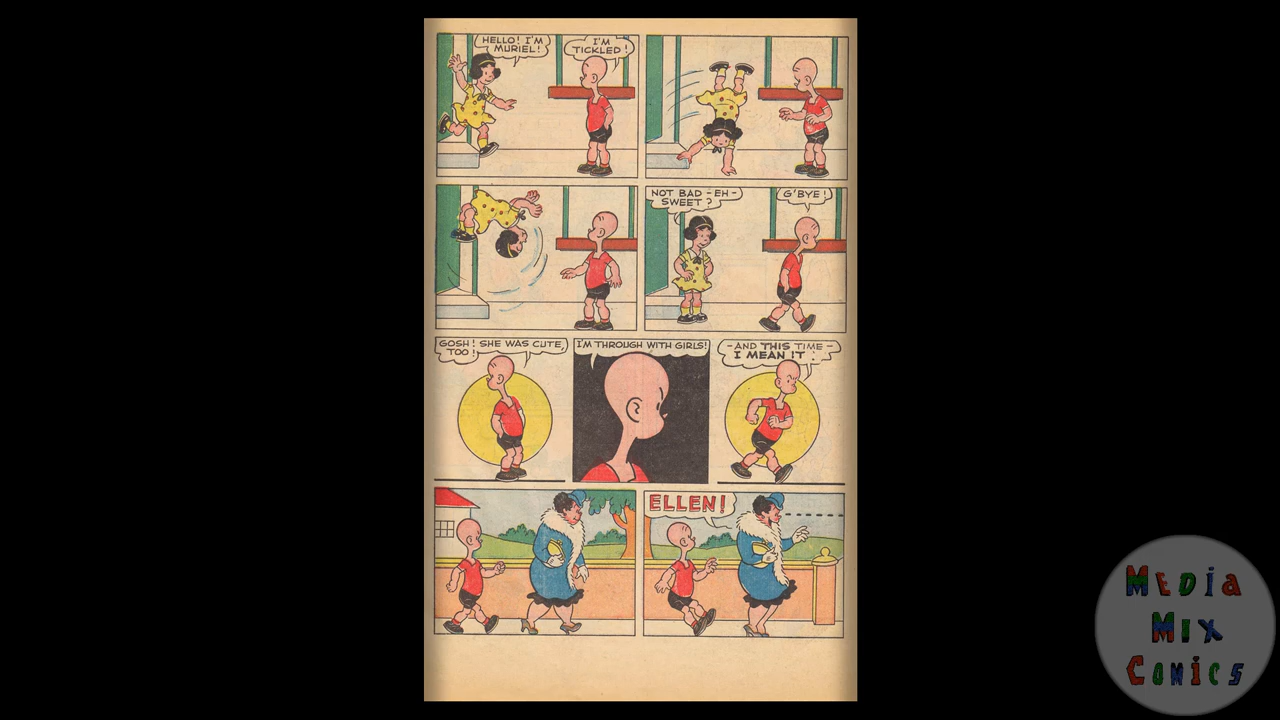 HELLO! I'M
MURIEL!
I'M
TICKLED!
NOT BAD - EH -
SWEET?
G'BYE!
GOSH! SHE WAS CUTE,
TOO!
I'M THROUGH WITH GIRLS!
- AND THIS TIME -
I MEAN IT!
ELLEN!
MEDiA
MiX
COMiCS